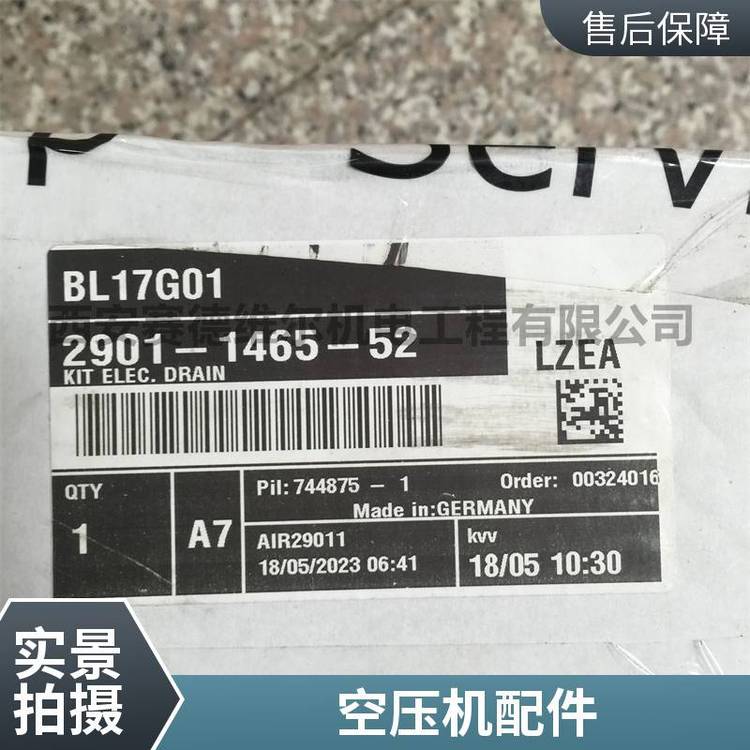 售后保障
p Servi
BL17G01
西安赛德维尔机电工程有限公司
2901-1465-52
KIT ELEC. DRAIN
LZEA
QTY
1
A7
Pil: 744875 - 1
Order: 00324016
Made in: GERMANY
AIR29011
18/05/2023 06:41
kvv
18/05 10:30
实景
拍摄
空压机配件